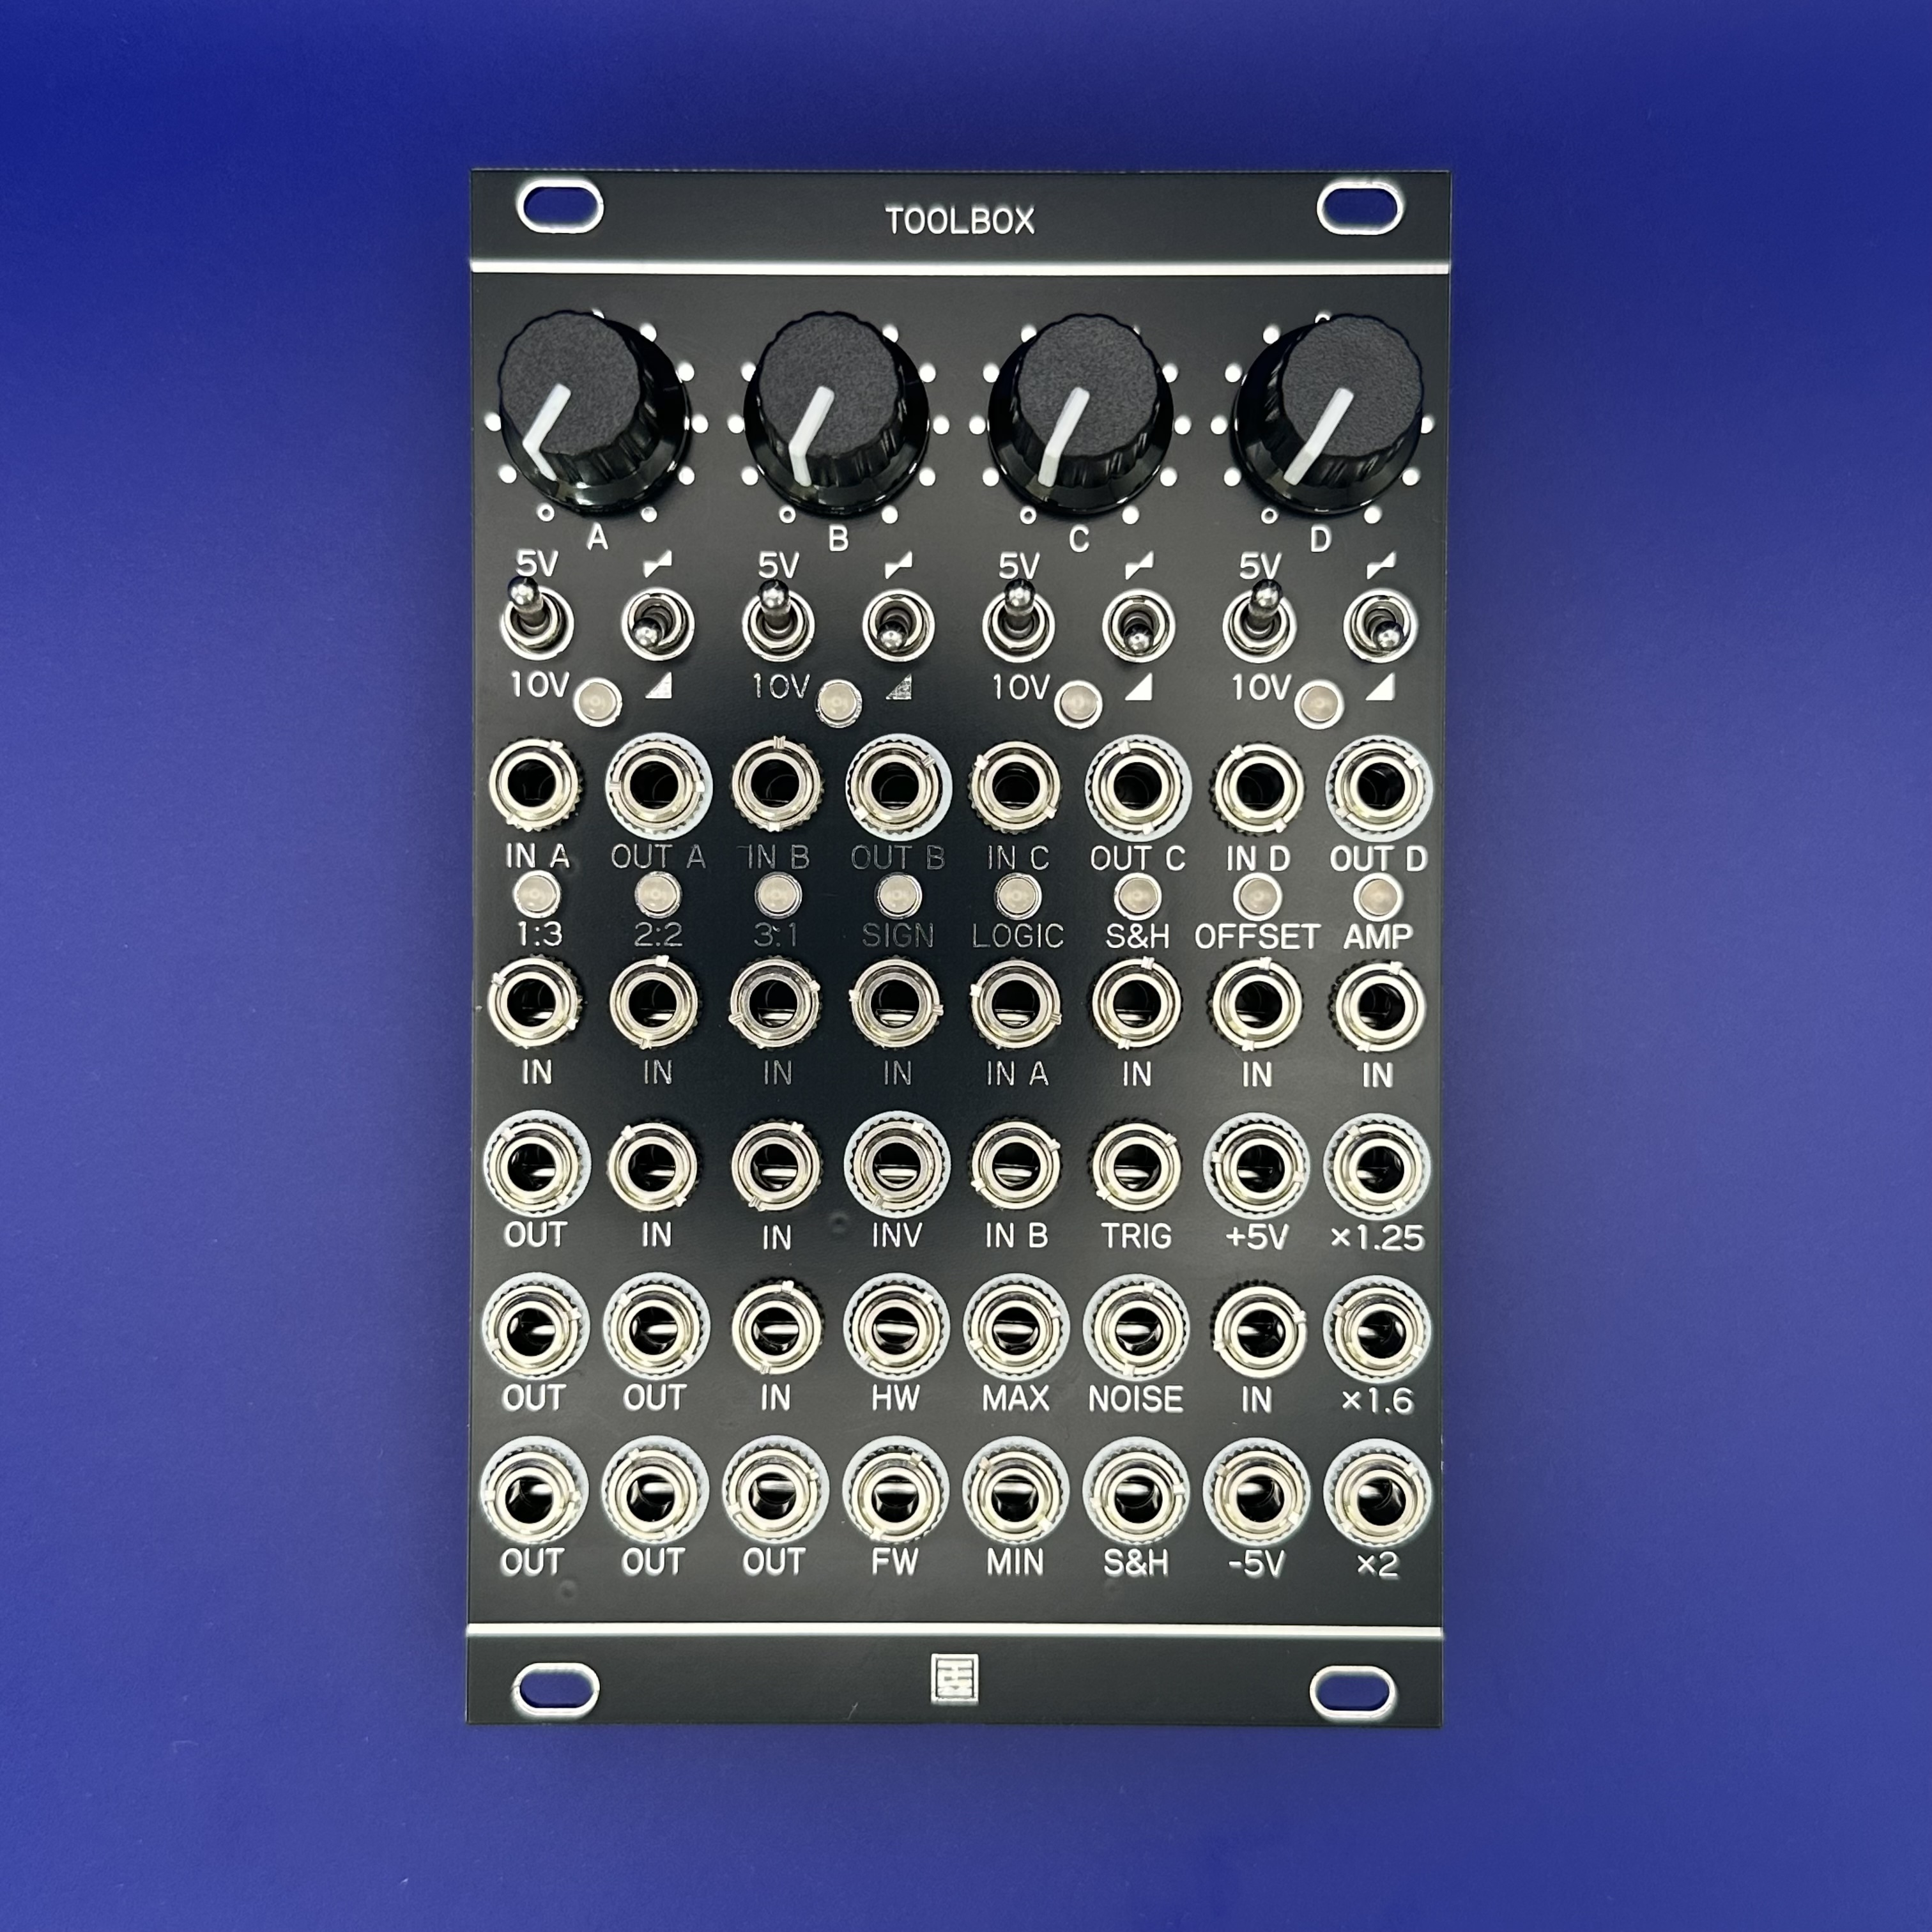 TOOLBOX
A B C D
5V 5V 5V 5V
10V 10V 10V 10V
IN A OUT A IN B OUT B IN C OUT C IN D OUT D
1:3 2:2 3:1 SIGN LOGIC S&H OFFSET AMP
IN IN IN IN IN A IN IN IN
OUT IN IN INV IN B TRIG +5V ×1.25
OUT OUT IN HW MAX NOISE IN ×1.6
OUT OUT OUT FW MIN S&H -5V ×2